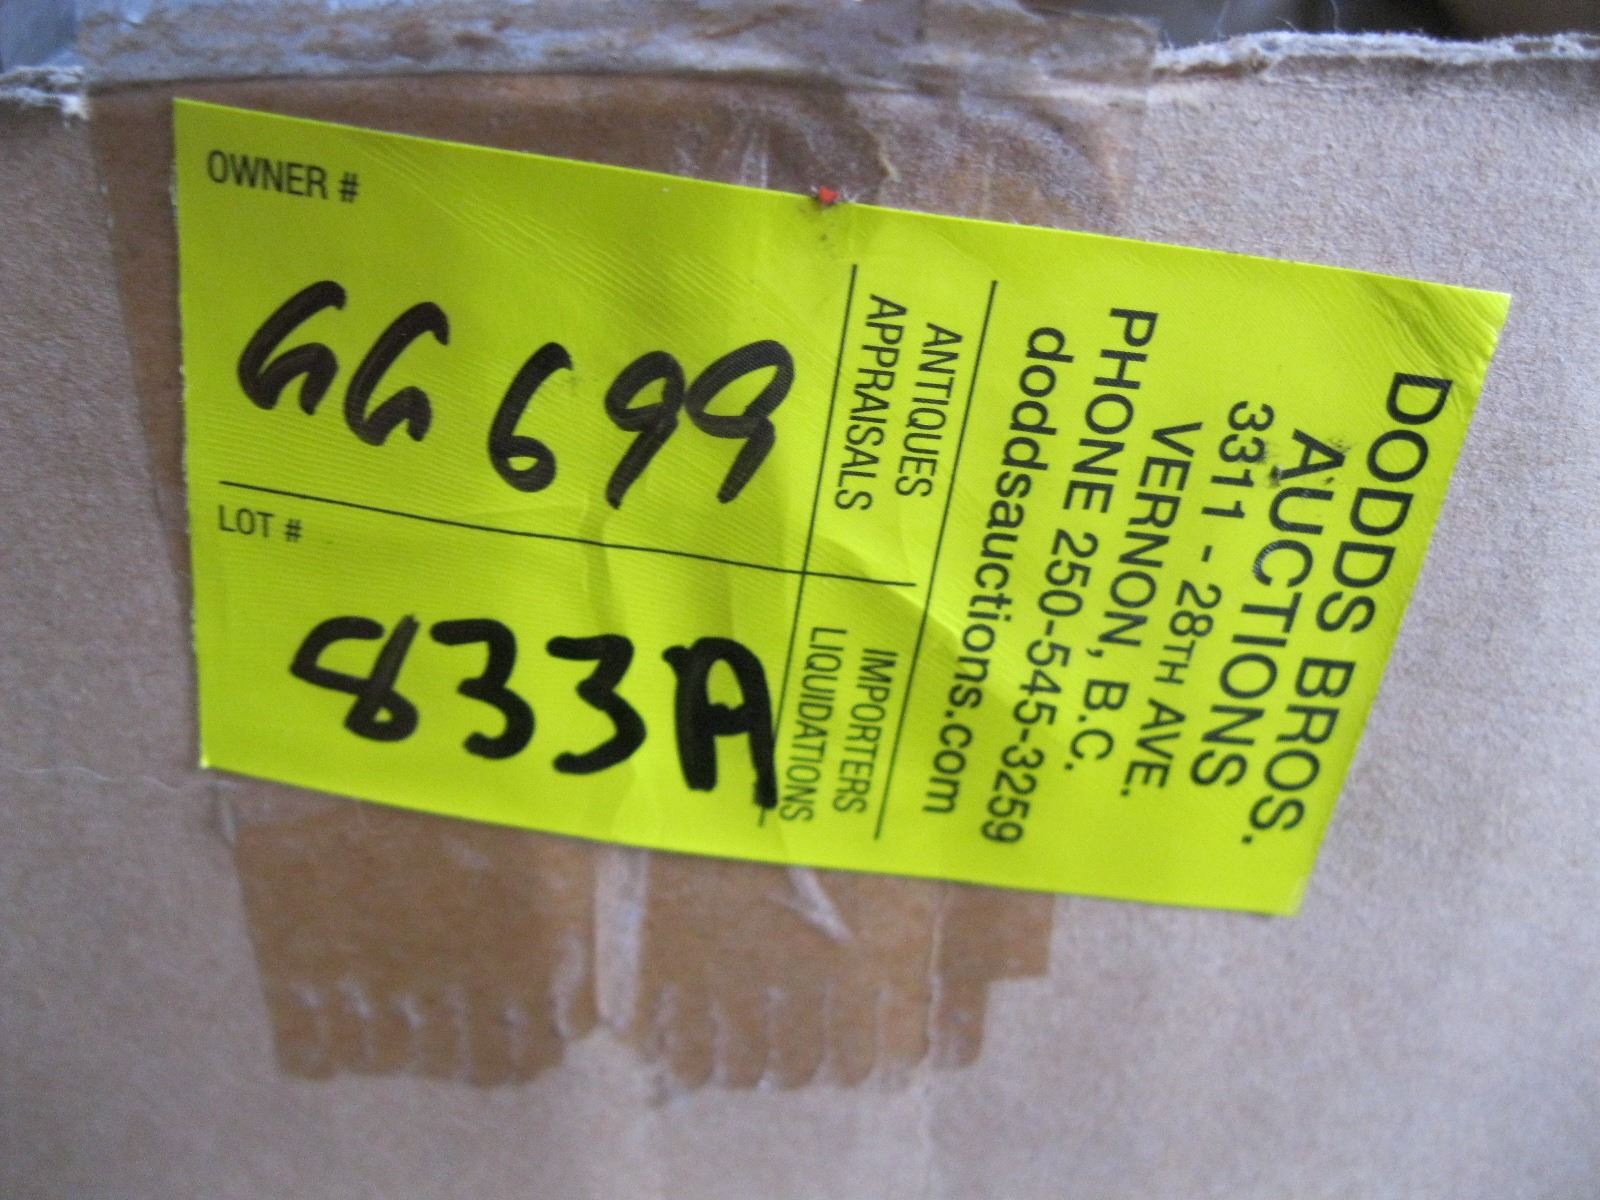 DODDS BROS.
AUCTIONS
3311 - 28TH AVE.
VERNON, B.C.
PHONE 250-545-3259
doddsauctions.com
ANTIQUES
APPRAISALS
IMPORTERS
LIQUIDATIONS
OWNER #
GG 699
LOT #
833A